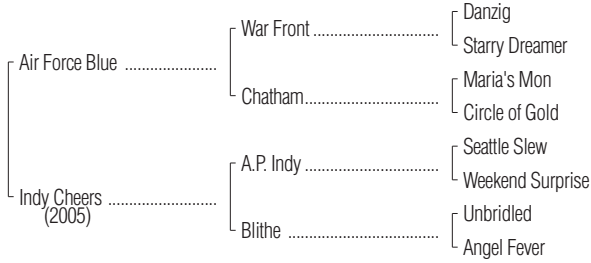 Danzig
War Front ..............................
Starry Dreamer
Air Force Blue ......................
Maria's Mon
Chatham................................
Circle of Gold
Seattle Slew
A.P. Indy ................................
Weekend Surprise
Indy Cheers ..........................
(2005)
Unbridled
Blithe ....................................
Angel Fever